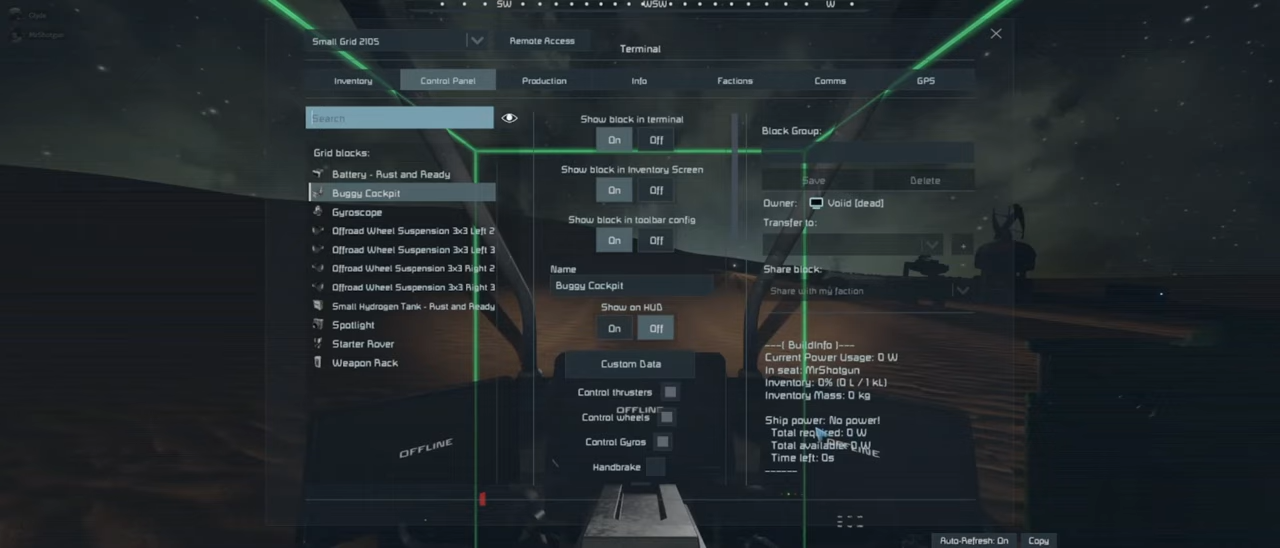 SW
WSW
W
Clyde
MrShotgun
Small Grid 2105
Remote Access
Terminal
Inventory
Control Panel
Production
Info
Factions
Comms
GPS
Search
Grid blocks:
Battery - Rust and Ready
Buggy Cockpit
Gyroscope
Offroad Wheel Suspension 3x3 Left 2
Offroad Wheel Suspension 3x3 Left 3
Offroad Wheel Suspension 3x3 Right 2
Offroad Wheel Suspension 3x3 Right 3
Small Hydrogen Tank - Rust and Ready
Spotlight
Starter Rover
Weapon Rack
Show block in terminal
On Off
Show block in Inventory Screen
On Off
Show block in toolbar config
On Off
Name
Buggy Cockpit
Show on HUD
On Off
Custom Data
Control thrusters
OFFLINE
Control wheels
Control Gyros
Handbrake
OFFLINE
Block Group:
Save
Delete
Owner: Voiid [dead]
Transfer to:
Share block:
Share with my faction
---( BuildInfo )---
Current Power Usage: 0 W
In seat: MrShotgun
Inventory: 0% (0 L / 1 kL)
Inventory Mass: 0 kg
Ship power: No power!
Total required: 0 W
Total available: 0 W
Time left: 0s
------
Auto-Refresh: On
Copy